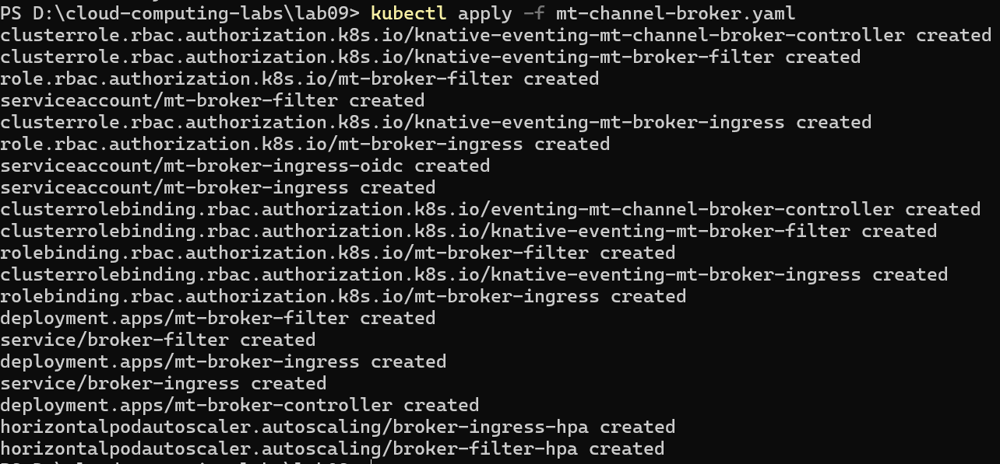 PS D:\cloud-computing-labs\lab09> kubectl apply -f mt-channel-broker.yaml
clusterrole.rbac.authorization.k8s.io/knative-eventing-mt-channel-broker-controller created
clusterrole.rbac.authorization.k8s.io/knative-eventing-mt-broker-filter created
role.rbac.authorization.k8s.io/mt-broker-filter created
serviceaccount/mt-broker-filter created
clusterrole.rbac.authorization.k8s.io/knative-eventing-mt-broker-ingress created
role.rbac.authorization.k8s.io/mt-broker-ingress created
serviceaccount/mt-broker-ingress-oidc created
serviceaccount/mt-broker-ingress created
clusterrolebinding.rbac.authorization.k8s.io/eventing-mt-channel-broker-controller created
clusterrolebinding.rbac.authorization.k8s.io/knative-eventing-mt-broker-filter created
rolebinding.rbac.authorization.k8s.io/mt-broker-filter created
clusterrolebinding.rbac.authorization.k8s.io/knative-eventing-mt-broker-ingress created
rolebinding.rbac.authorization.k8s.io/mt-broker-ingress created
deployment.apps/mt-broker-filter created
service/broker-filter created
deployment.apps/mt-broker-ingress created
service/broker-ingress created
deployment.apps/mt-broker-controller created
horizontalpodautoscaler.autoscaling/broker-ingress-hpa created
horizontalpodautoscaler.autoscaling/broker-filter-hpa created